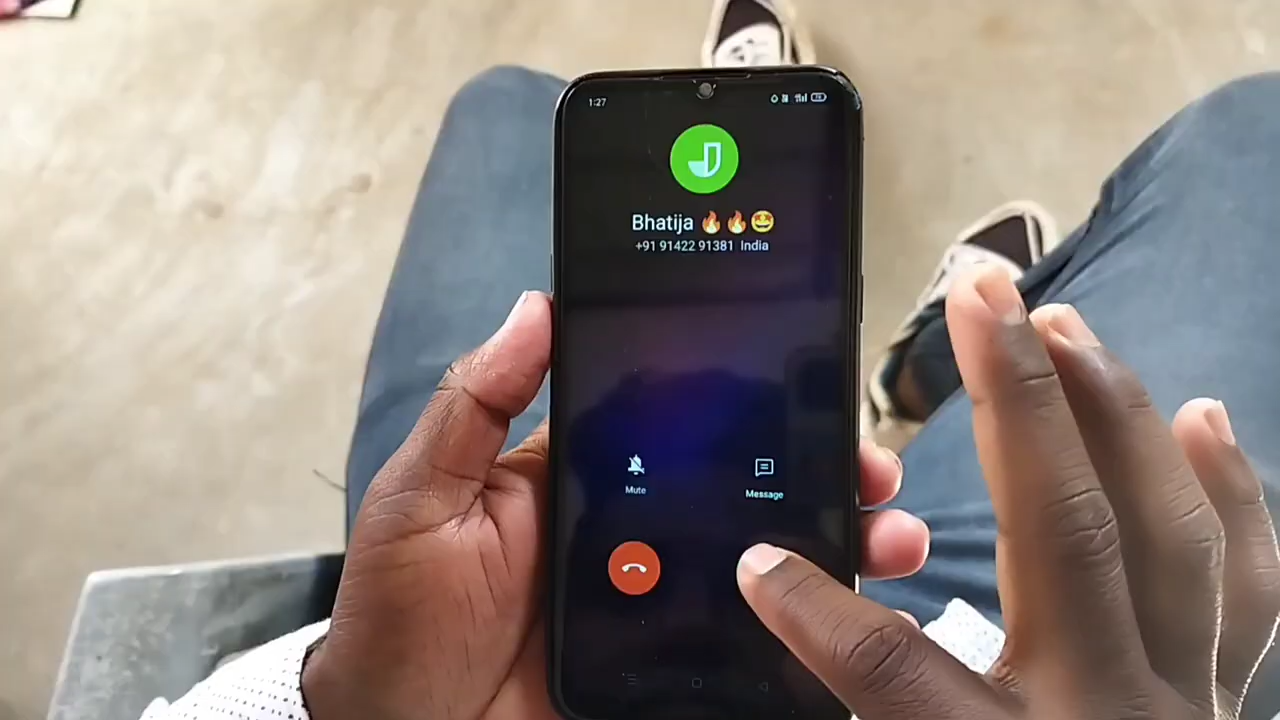 1:27
Bhatija 🔥🔥🤩
+91 91422 91381 India
Mute
Message